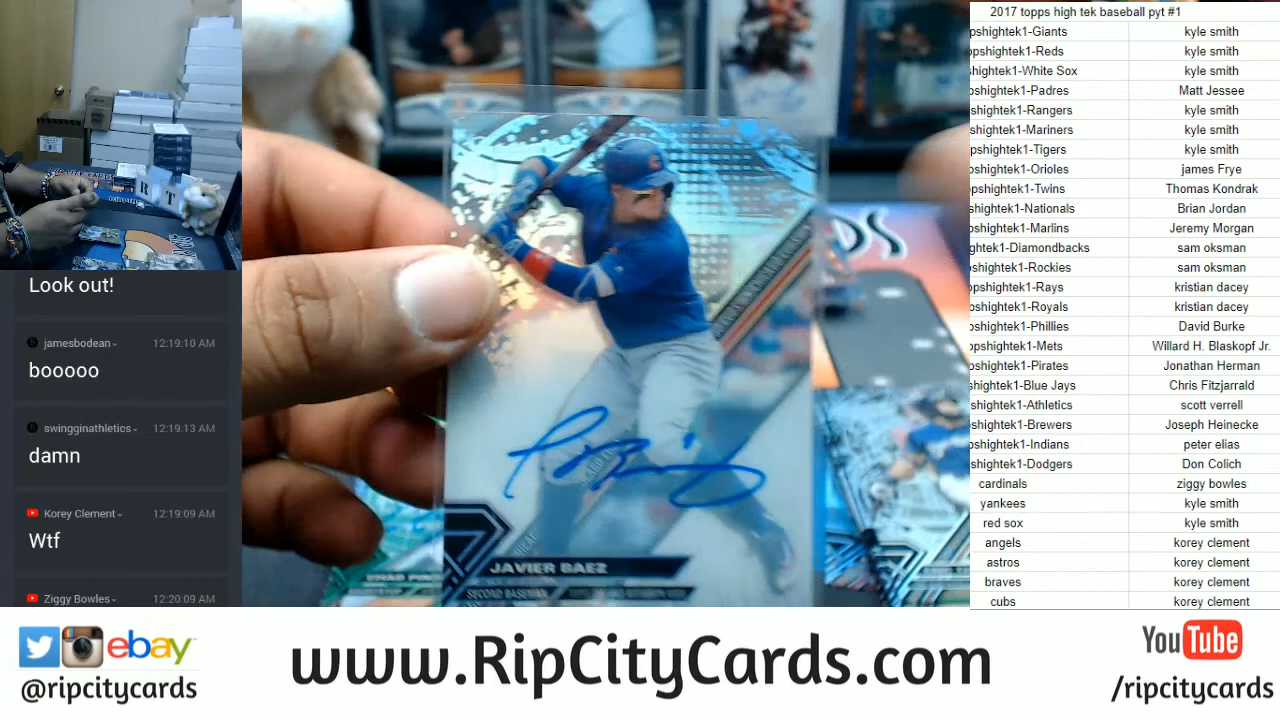 Look out!
jamesbodean
12:19:10 AM
booooo
swingginathletics
12:19:13 AM
damn
Korey Clement
12:19:09 AM
Wtf
Ziggy Bowles
12:20:09 AM
R
T
DS
JAVIER BAEZ
SECOND BASEMAN
2017 topps high tek baseball pyt #1
pshightek1-Giants kyle smith
pshightek1-Reds kyle smith
shightek1-White Sox kyle smith
pshightek1-Padres Matt Jessee
pshightek1-Rangers kyle smith
shightek1-Mariners kyle smith
pshightek1-Tigers kyle smith
pshightek1-Orioles james Frye
pshightek1-Twins Thomas Kondrak
shightek1-Nationals Brian Jordan
pshightek1-Marlins Jeremy Morgan
ghtek1-Diamondbacks sam oksman
shightek1-Rockies sam oksman
opshightek1-Rays kristian dacey
pshightek1-Royals kristian dacey
pshightek1-Phillies David Burke
ppshightek1-Mets Willard H. Blaskopf Jr.
pshightek1-Pirates Jonathan Herman
shightek1-Blue Jays Chris Fitzjarrald
shightek1-Athletics scott verrell
shightek1-Brewers Joseph Heinecke
pshightek1-Indians peter elias
shightek1-Dodgers Don Colich
cardinals ziggy bowles
yankees kyle smith
red sox kyle smith
angels korey clement
astros korey clement
braves korey clement
cubs korey clement
ebay
@ripcitycards
www.RipCityCards.com
YouTube
/ripcitycards